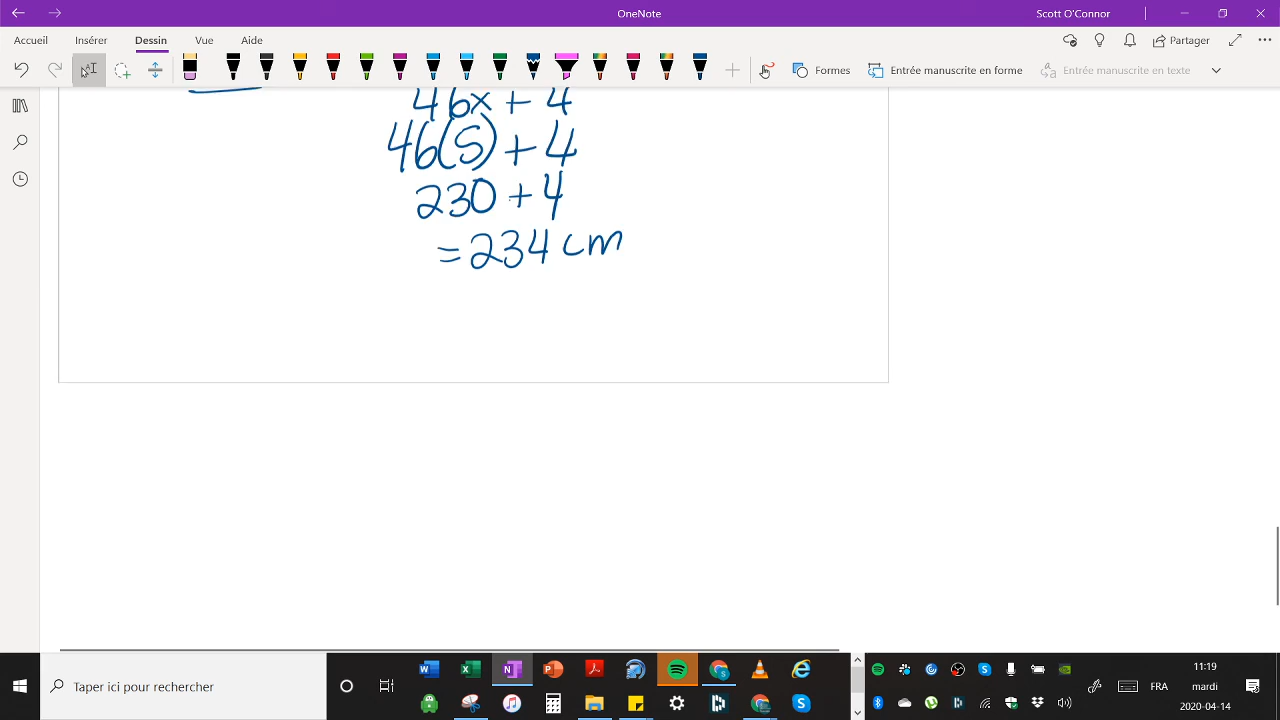 OneNote
Scott O'Connor
Accueil Insérer Dessin Vue Aide
Partager
Formes
Entrée manuscrite en forme
Entrée manuscrite en texte
46x + 4
46(5) + 4
230 + 4
= 234 cm
Taper ici pour rechercher
FRA
11:19
mardi
2020-04-14